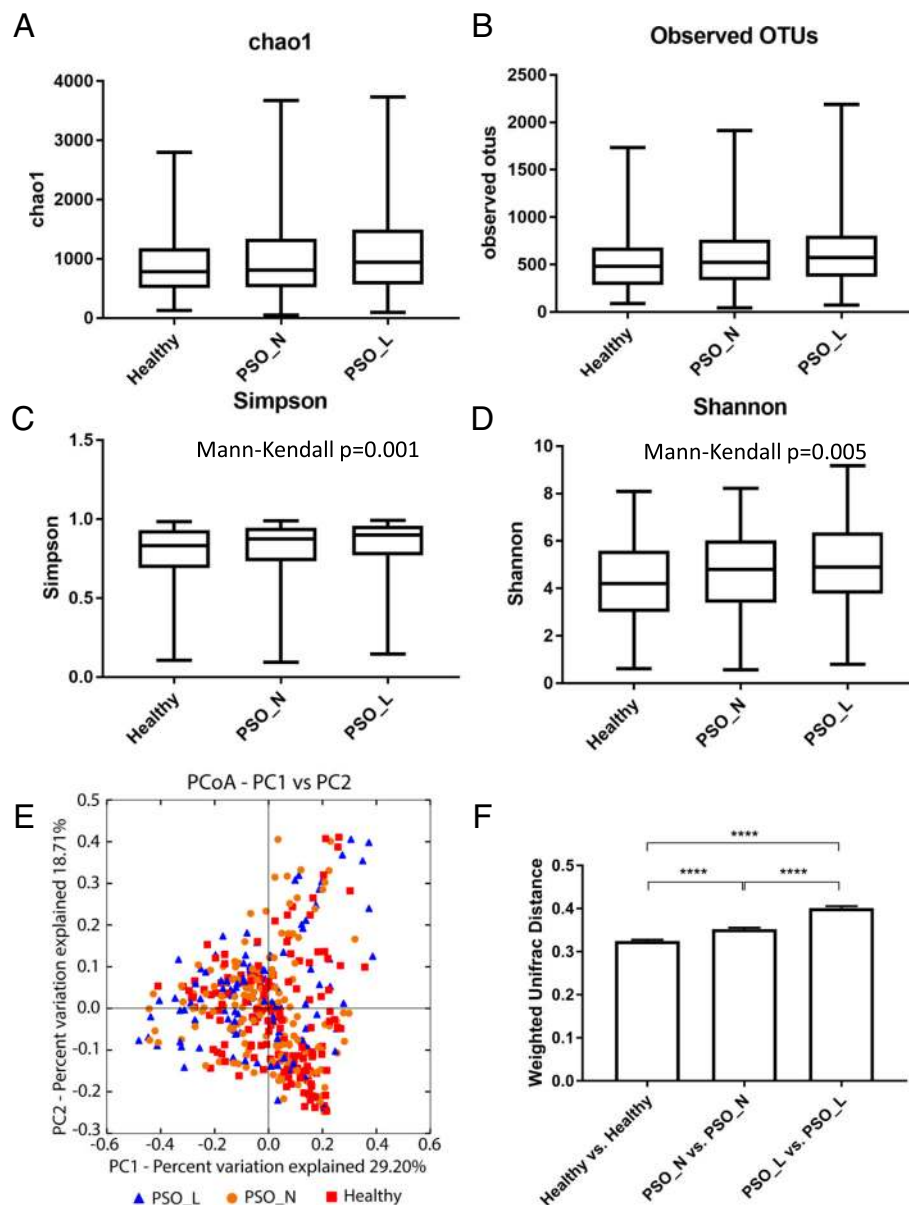 A
chao1
chao1
4000
3000
2000
1000
0
Healthy
PSO_N
PSO_L
B
Observed OTUs
observed otus
2500
2000
1500
1000
500
0
Healthy
PSO_N
PSO_L
C
Simpson
Mann-Kendall p=0.001
Simpson
1.5
1.0
0.5
0.0
Healthy
PSO_N
PSO_L
D
Shannon
Mann-Kendall p=0.005
Shannon
10
8
6
4
2
0
Healthy
PSO_N
PSO_L
E
PCoA - PC1 vs PC2
PC2 - Percent variation explained 18.71%
0.5
0.4
0.3
0.2
0.1
0.0
-0.1
-0.2
-0.3
-0.6
-0.4
-0.2
0.0
0.2
0.4
0.6
PC1 - Percent variation explained 29.20%
PSO_L
PSO_N
Healthy
F
****
****
****
Weighted Unifrac Distance
0.5
0.4
0.3
0.2
0.1
0.0
Healthy vs. Healthy
PSO_N vs. PSO_N
PSO_L vs. PSO_L